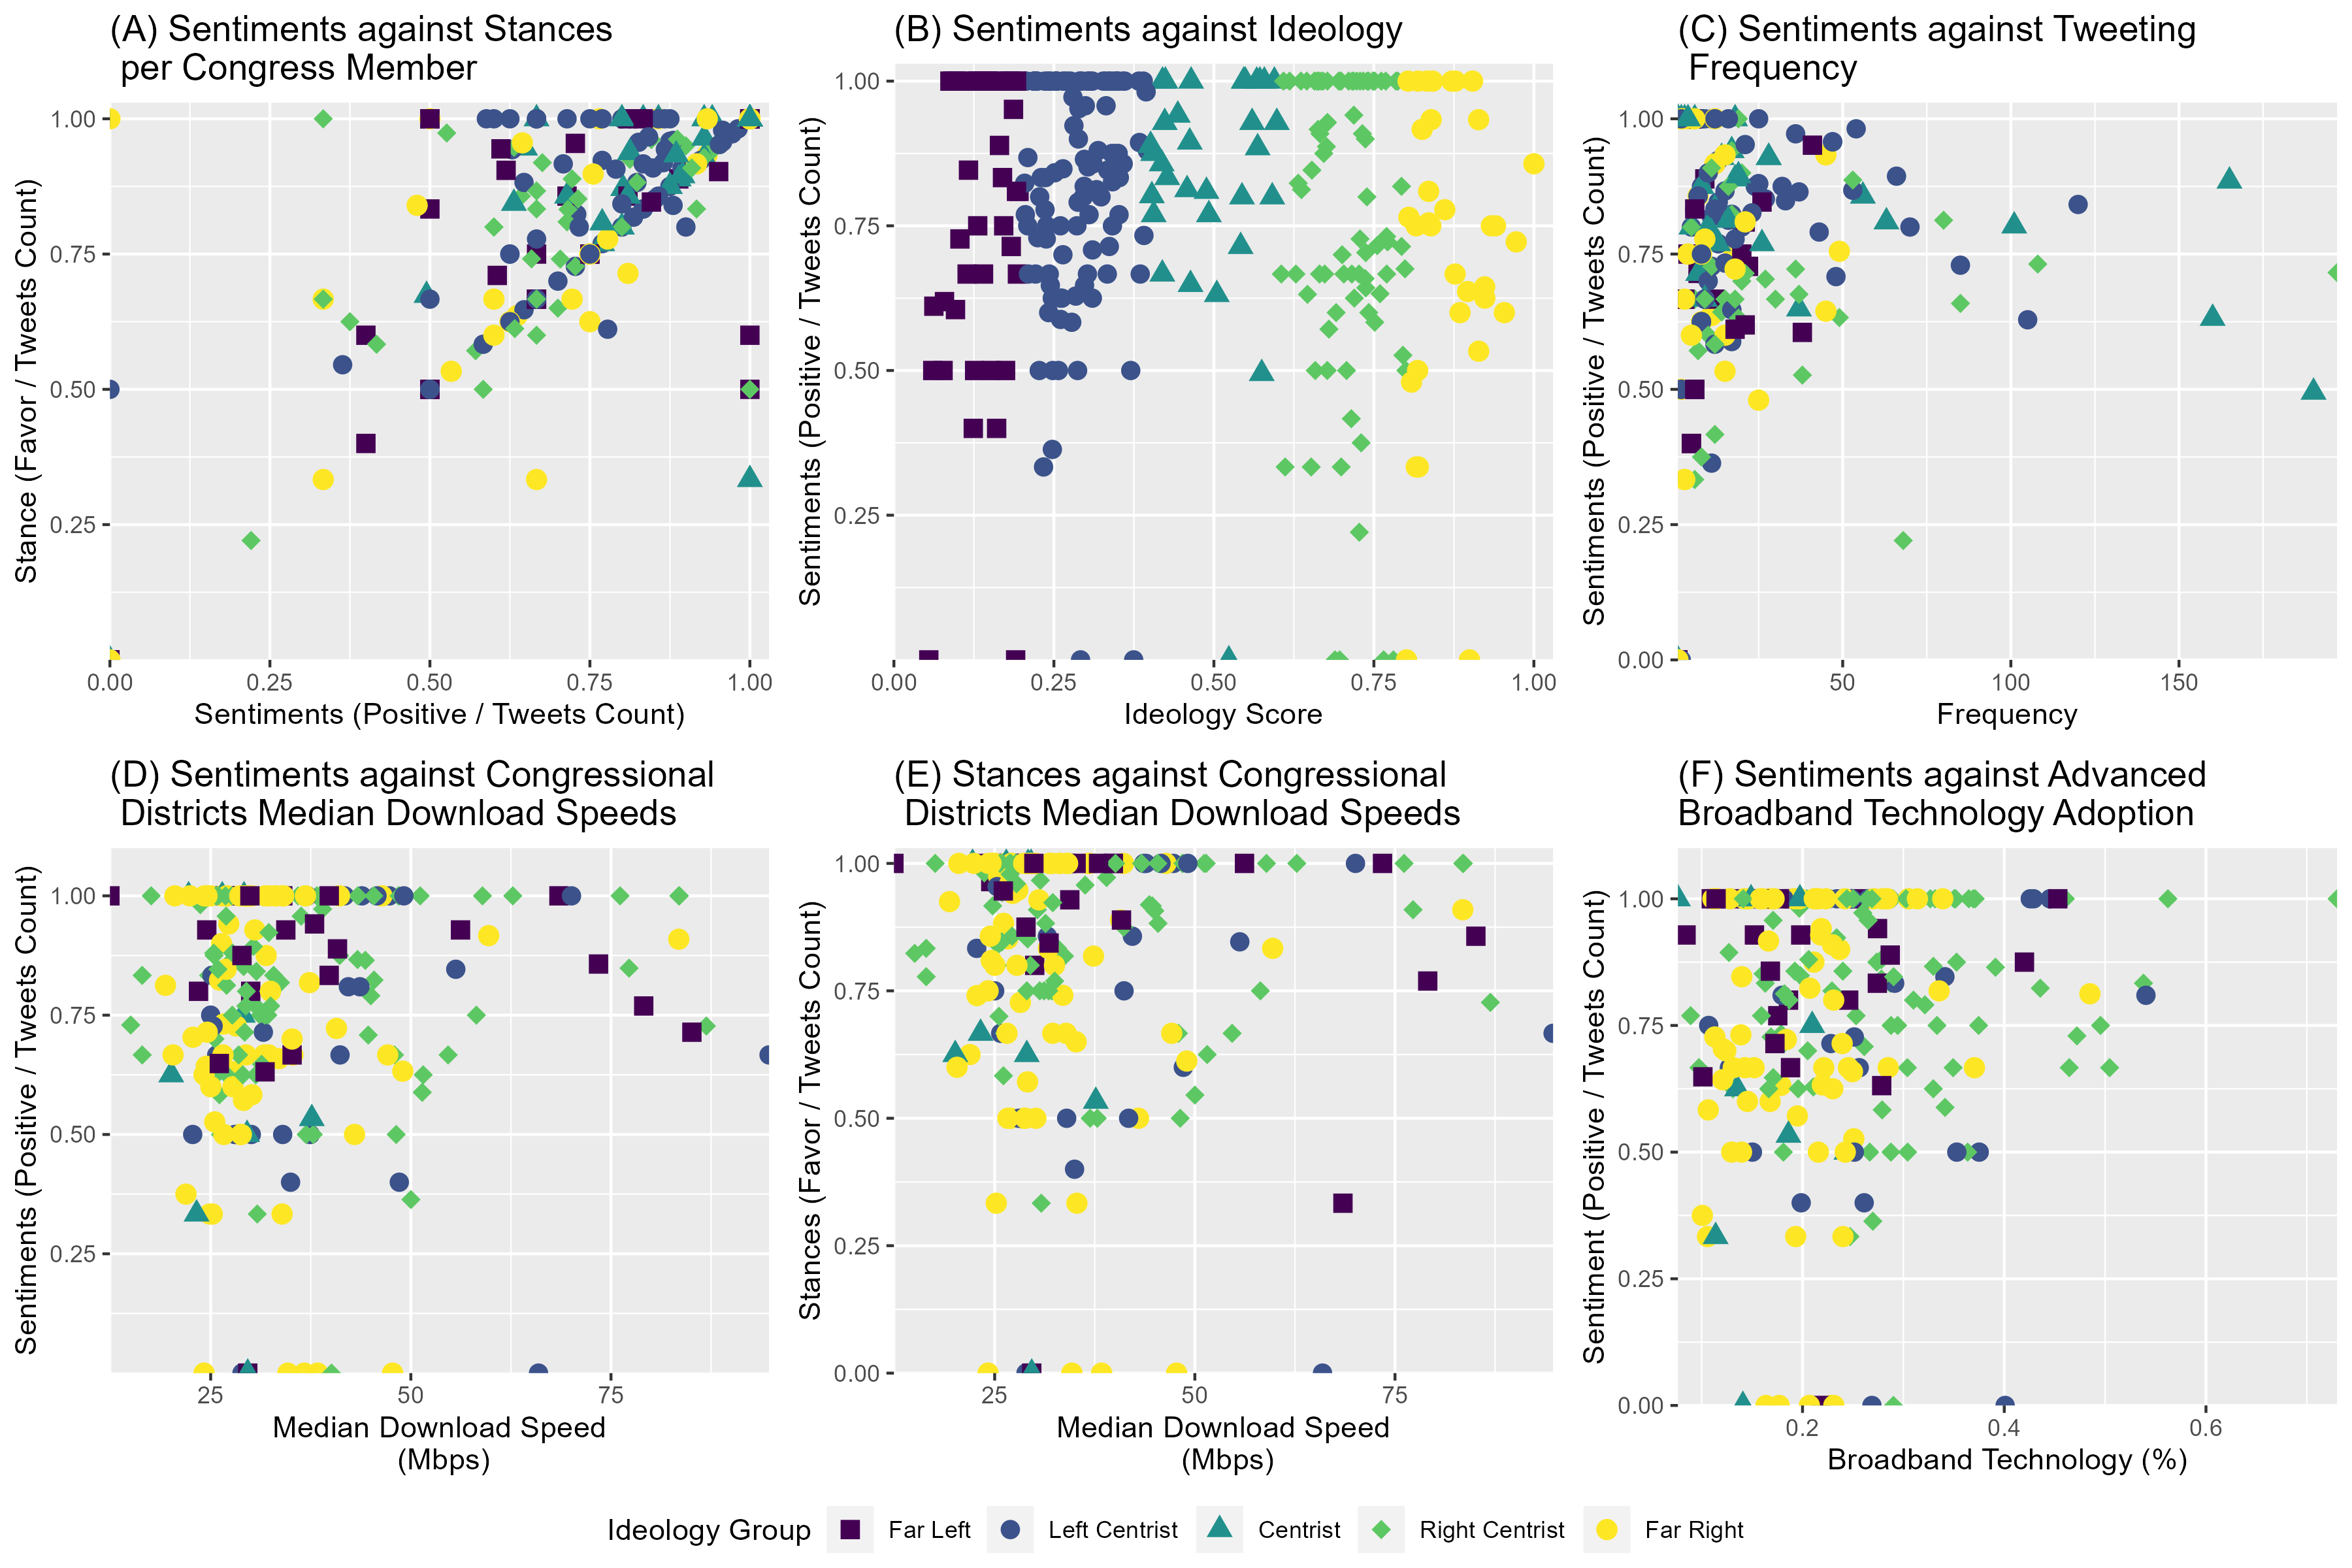 (A) Sentiments against Stances
per Congress Member
1.00
0.75
0.50
0.25
0.00
0.25
0.50
0.75
1.00
Stance (Favor / Tweets Count)
Sentiments (Positive / Tweets Count)
(B) Sentiments against Ideology
1.00
0.75
0.50
0.25
0.00
0.25
0.50
0.75
1.00
Sentiments (Positive / Tweets Count)
Ideology Score
(C) Sentiments against Tweeting
Frequency
1.00
0.75
0.50
0.25
0.00
50
100
150
Sentiments (Positive / Tweets Count)
Frequency
(D) Sentiments against Congressional
Districts Median Download Speeds
1.00
0.75
0.50
0.25
25
50
75
Sentiments (Positive / Tweets Count)
Median Download Speed
(Mbps)
(E) Stances against Congressional
Districts Median Download Speeds
1.00
0.75
0.50
0.25
0.00
25
50
75
Stances (Favor / Tweets Count)
Median Download Speed
(Mbps)
(F) Sentiments against Advanced
Broadband Technology Adoption
1.00
0.75
0.50
0.25
0.00
0.2
0.4
0.6
Sentiment (Positive / Tweets Count)
Broadband Technology (%)
Ideology Group
Far Left
Left Centrist
Centrist
Right Centrist
Far Right